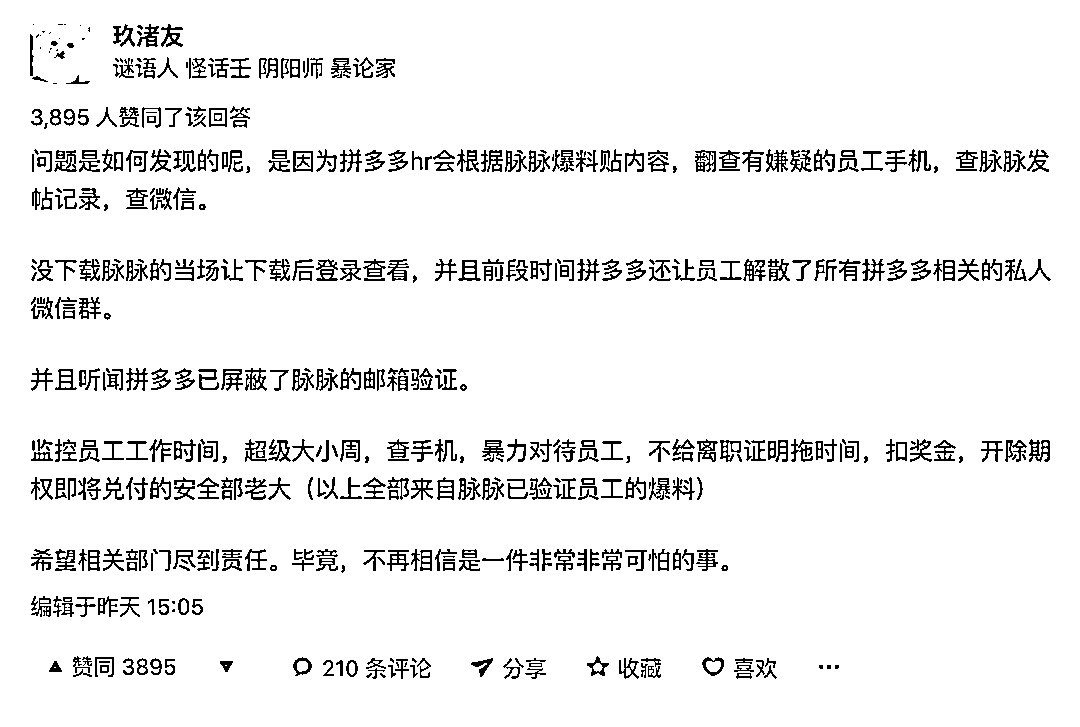 玖渚友
谜语人 怪话壬 阴阳师 暴论家
3,895 人赞同了该回答
问题是如何发现的呢，是因为拼多多hr会根据脉脉爆料贴内容，翻查有嫌疑的员工手机，查脉脉发
帖记录，查微信。
没下载脉脉的当场让下载后登录查看，并且前段时间拼多多还让员工解散了所有拼多多相关的私人
微信群。
并且听闻拼多多已屏蔽了脉脉的邮箱验证。
监控员工工作时间，超级大小周，查手机，暴力对待员工，不给离职证明拖时间，扣奖金，开除期
权即将兑付的安全部老大（以上全部来自脉脉已验证员工的爆料）
希望相关部门尽到责任。毕竟，不再相信是一件非常非常可怕的事。
编辑于昨天 15:05
赞同 3895 210 条评论 分享 收藏 喜欢 ···